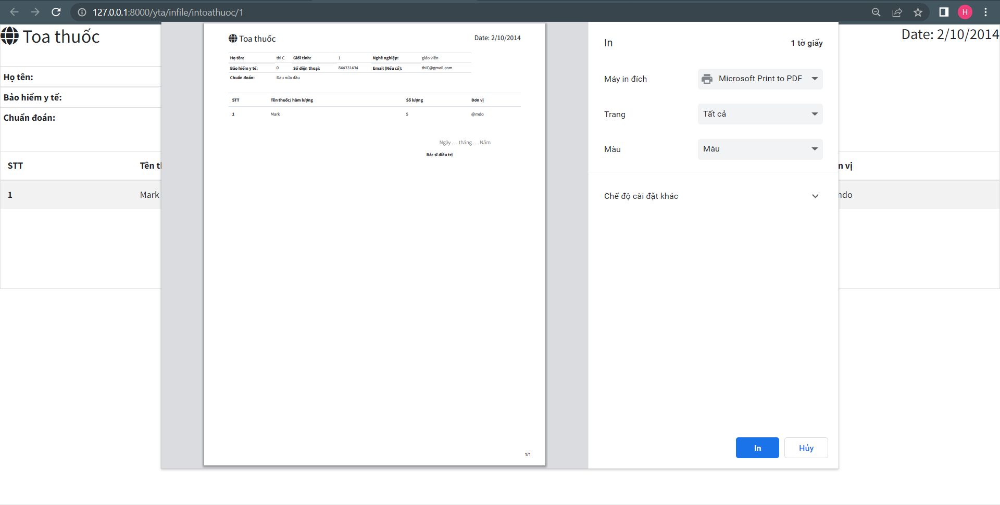 127.0.0.1:8000/yta/infile/intoathuoc/1
H
Toa thuốc
Date: 2/10/2014
Họ tên:
Bảo hiểm y tế:
Chuẩn đoán:
STT Tên th
n vị
1 Mark
mdo
Toa thuốc Date: 2/10/2014
Họ tên: thi C Giới tính: 1 Nghề nghiệp: giáo viên
Bảo hiểm y tế: 0 Số điện thoại: 844331434 Email (Nếu có): thiC@gmail.com
Chuẩn đoán: Đau nửa đầu
STT Tên thuốc/ hàm lượng Số lượng Đơn vị
1 Mark 5 @mdo
Ngày . . . tháng . . . Năm
Bác sĩ điều trị
1/1
In 1 tờ giấy
Máy in đích Microsoft Print to PDF
Trang Tất cả
Màu Màu
Chế độ cài đặt khác
In Hủy